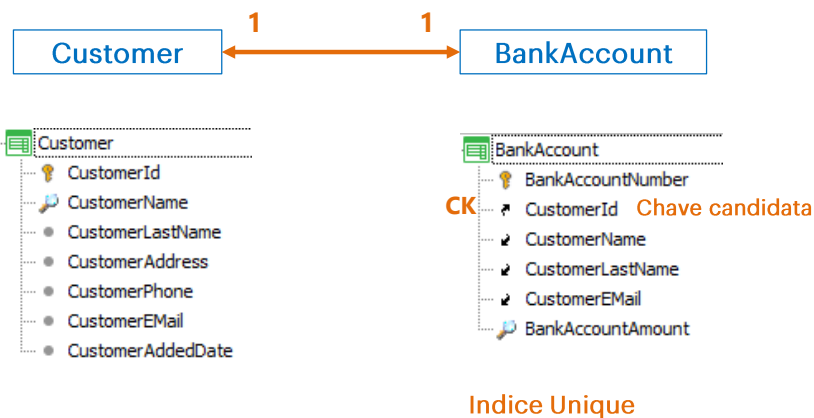 1 1
Customer BankAccount
Customer
CustomerId
CustomerName
CustomerLastName
CustomerAddress
CustomerPhone
CustomerEMail
CustomerAddedDate
BankAccount
BankAccountNumber
CK CustomerId Chave candidata
CustomerName
CustomerLastName
CustomerEMail
BankAccountAmount
Indice Unique